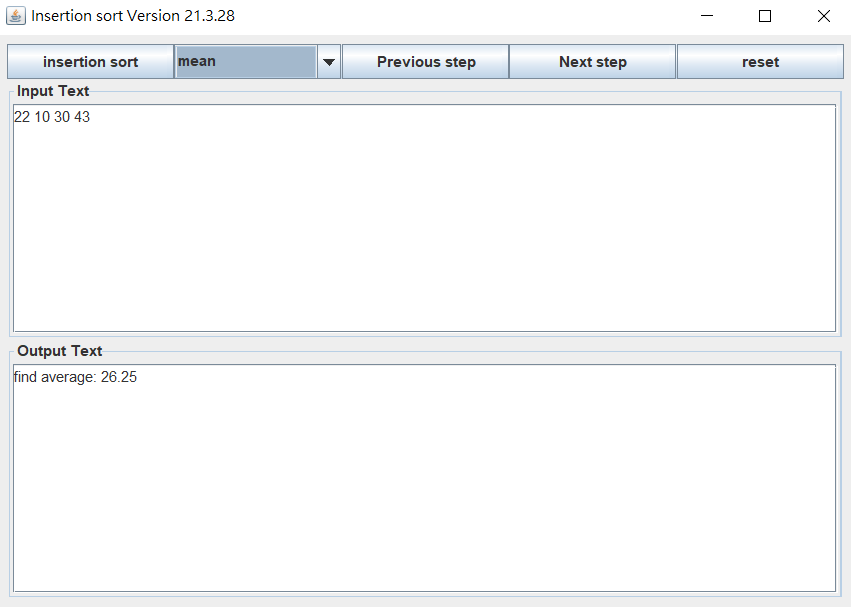 Insertion sort Version 21.3.28
insertion sort mean Previous step Next step reset
Input Text
22 10 30 43
Output Text
find average: 26.25